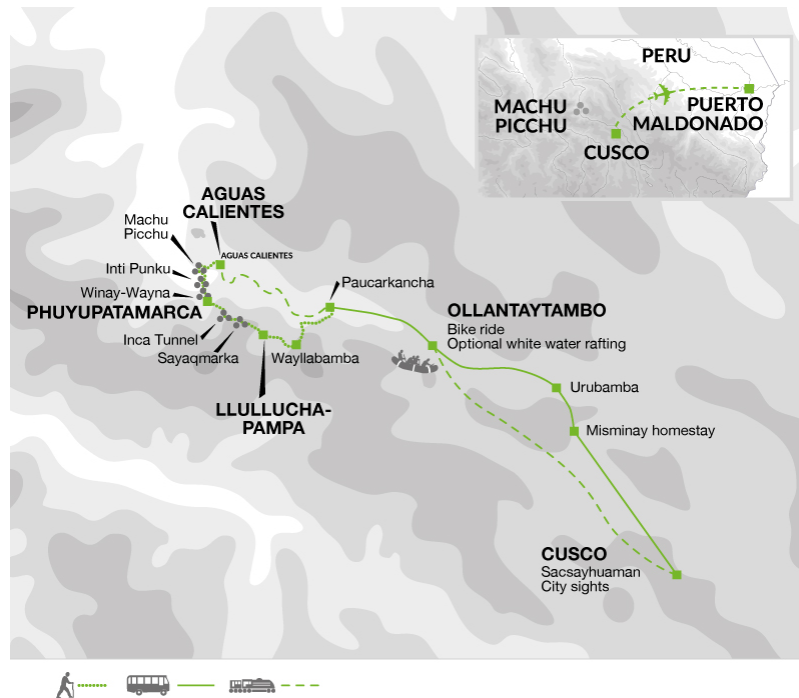 PERU
MACHU
PICCHU
PUERTO
MALDONADO
CUSCO
AGUAS
CALIENTES
Machu
Picchu
AGUAS CALIENTES
Inti Punku
Paucarkancha
Winay-Wayna
PHUYUPATAMARCA
OLLANTAYTAMBO
Bike ride
Optional white water rafting
Inca Tunnel
Sayaqmarka
Wayllabamba
Urubamba
LLULLUCHA-
PAMPA
Misminay homestay
CUSCO
Sacsayhuaman
City sights